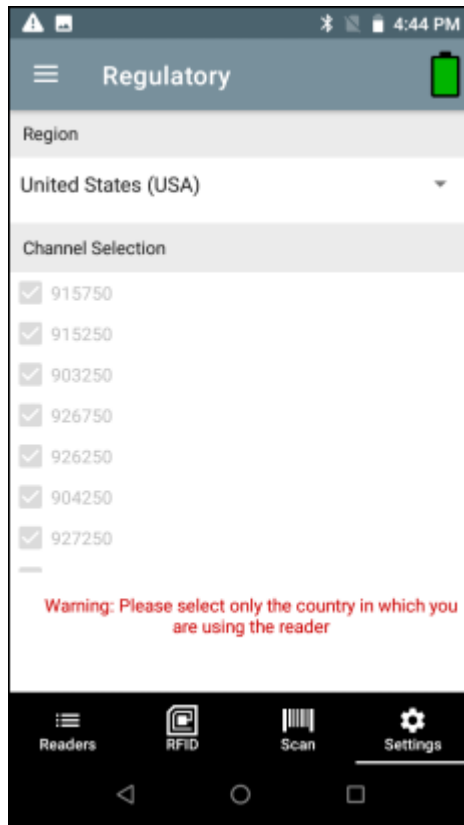 4:44 PM
Regulatory
Region
United States (USA)
Channel Selection
915750
915250
903250
926750
926250
904250
927250
Warning: Please select only the country in which you
are using the reader
Readers
RFID
Scan
Settings